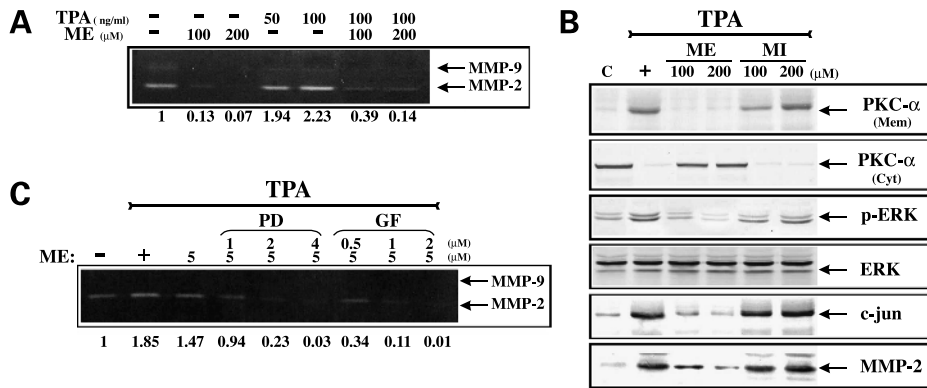 A
TPA (ng/ml) – – – 50 100 100 100
ME (μM) – 100 200 – – 100 200
MMP-9
MMP-2
1 0.13 0.07 1.94 2.23 0.39 0.14
B
TPA
ME MI
C + 100 200 100 200 (μM)
PKC-α
(Mem)
PKC-α
(Cyt)
p-ERK
ERK
c-jun
MMP-2
C
TPA
PD GF
1 2 4 0.5 1 2 (μM)
ME: – + 5 5 5 5 5 5 5 (μM)
MMP-9
MMP-2
1 1.85 1.47 0.94 0.23 0.03 0.34 0.11 0.01